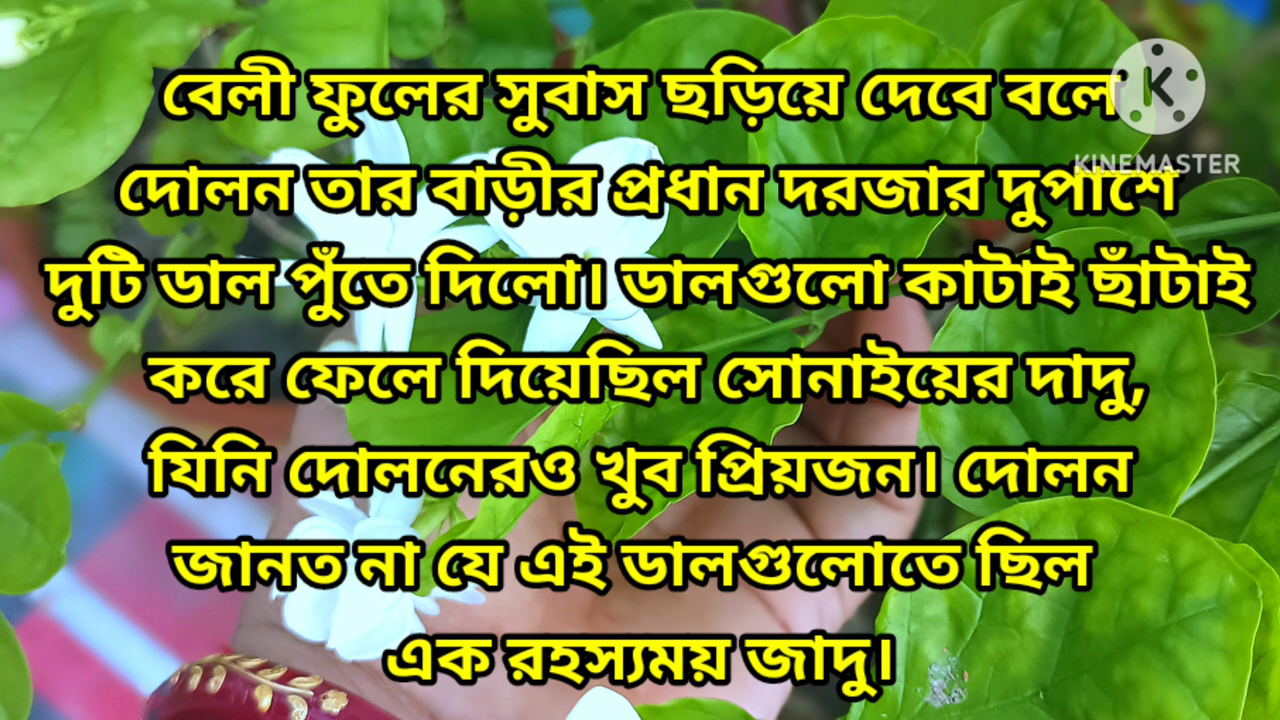 বেলী ফুলের সুবাস ছড়িয়ে দেবে বলে
দোলন তার বাড়ীর প্রধান দরজার দুপাশে
দুটি ডাল পুঁতে দিলো। ডালগুলো কাটাই ছাঁটাই
করে ফেলে দিয়েছিল সোনাইয়ের দাদু,
যিনি দোলনেরও খুব প্রিয়জন। দোলন
জানত না যে এই ডালগুলোতে ছিল
এক রহস্যময় জাদু।
K
KINEMASTER